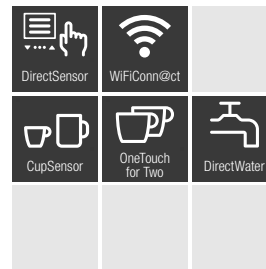 DirectSensor
WiFiConn@ct
CupSensor
OneTouch
for Two
DirectWater